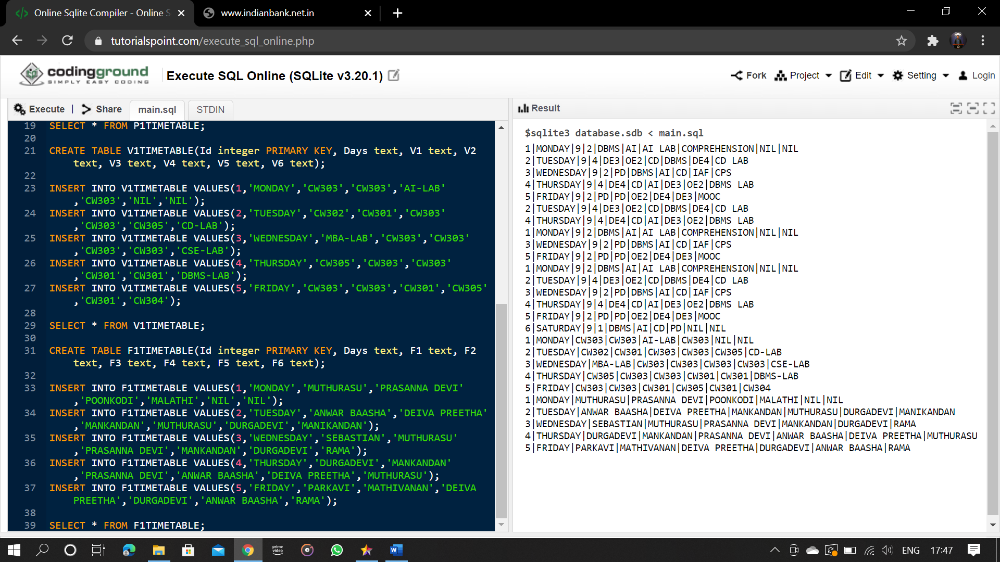 Online Sqlite Compiler - Online S
www.indianbank.net.in
tutorialspoint.com/execute_sql_online.php
codingground
SIMPLY EASY CODING
Execute SQL Online (SQLite v3.20.1)
Fork
Project
Edit
Setting
Login
Execute | Share
main.sql
STDIN
19 SELECT * FROM P1TIMETABLE;
20
21 CREATE TABLE V1TIMETABLE(Id integer PRIMARY KEY, Days text, V1 text, V2
text, V3 text, V4 text, V5 text, V6 text);
22
23 INSERT INTO V1TIMETABLE VALUES(1,'MONDAY','CW303','CW303','AI-LAB'
,'CW303','NIL','NIL');
24 INSERT INTO V1TIMETABLE VALUES(2,'TUESDAY','CW302','CW301','CW303'
,'CW303','CW305','CD-LAB');
25 INSERT INTO V1TIMETABLE VALUES(3,'WEDNESDAY','MBA-LAB','CW303','CW303'
,'CW303','CW303','CSE-LAB');
26 INSERT INTO V1TIMETABLE VALUES(4,'THURSDAY','CW305','CW303','CW303'
,'CW301','CW301','DBMS-LAB');
27 INSERT INTO V1TIMETABLE VALUES(5,'FRIDAY','CW303','CW303','CW301','CW305'
,'CW301','CW304');
28
29 SELECT * FROM V1TIMETABLE;
30
31 CREATE TABLE F1TIMETABLE(Id integer PRIMARY KEY, Days text, F1 text, F2
text, F3 text, F4 text, F5 text, F6 text);
32
33 INSERT INTO F1TIMETABLE VALUES(1,'MONDAY','MUTHURASU','PRASANNA DEVI'
,'POONKODI','MALATHI','NIL','NIL');
34 INSERT INTO F1TIMETABLE VALUES(2,'TUESDAY','ANWAR BAASHA','DEIVA PREETHA'
,'MANKANDAN','MUTHURASU','DURGADEVI','MANIKANDAN');
35 INSERT INTO F1TIMETABLE VALUES(3,'WEDNESDAY','SEBASTIAN','MUTHURASU'
,'PRASANNA DEVI','MANKANDAN','DURGADEVI','RAMA');
36 INSERT INTO F1TIMETABLE VALUES(4,'THURSDAY','DURGADEVI','MANKANDAN'
,'PRASANNA DEVI','ANWAR BAASHA','DEIVA PREETHA','MUTHURASU');
37 INSERT INTO F1TIMETABLE VALUES(5,'FRIDAY','PARKAVI','MATHIVANAN','DEIVA
PREETHA','DURGADEVI','ANWAR BAASHA','RAMA');
38
39 SELECT * FROM F1TIMETABLE;
Result
$sqlite3 database.sdb < main.sql
1|MONDAY|9|2|DBMS|AI|AI LAB|COMPREHENSION|NIL|NIL
2|TUESDAY|9|4|DE3|OE2|CD|DBMS|DE4|CD LAB
3|WEDNESDAY|9|2|PD|DBMS|AI|CD|IAF|CPS
4|THURSDAY|9|4|DE4|CD|AI|DE3|OE2|DBMS LAB
5|FRIDAY|9|2|PD|PD|OE2|DE4|DE3|MOOC
2|TUESDAY|9|4|DE3|OE2|CD|DBMS|DE4|CD LAB
4|THURSDAY|9|4|DE4|CD|AI|DE3|OE2|DBMS LAB
1|MONDAY|9|2|DBMS|AI|AI LAB|COMPREHENSION|NIL|NIL
3|WEDNESDAY|9|2|PD|DBMS|AI|CD|IAF|CPS
5|FRIDAY|9|2|PD|PD|OE2|DE4|DE3|MOOC
1|MONDAY|9|2|DBMS|AI|AI LAB|COMPREHENSION|NIL|NIL
2|TUESDAY|9|4|DE3|OE2|CD|DBMS|DE4|CD LAB
3|WEDNESDAY|9|2|PD|DBMS|AI|CD|IAF|CPS
4|THURSDAY|9|4|DE4|CD|AI|DE3|OE2|DBMS LAB
5|FRIDAY|9|2|PD|PD|OE2|DE4|DE3|MOOC
6|SATURDAY|9|1|DBMS|AI|CD|PD|NIL|NIL
1|MONDAY|CW303|CW303|AI-LAB|CW303|NIL|NIL
2|TUESDAY|CW302|CW301|CW303|CW303|CW305|CD-LAB
3|WEDNESDAY|MBA-LAB|CW303|CW303|CW303|CW303|CSE-LAB
4|THURSDAY|CW305|CW303|CW303|CW301|CW301|DBMS-LAB
5|FRIDAY|CW303|CW303|CW301|CW305|CW301|CW304
1|MONDAY|MUTHURASU|PRASANNA DEVI|POONKODI|MALATHI|NIL|NIL
2|TUESDAY|ANWAR BAASHA|DEIVA PREETHA|MANKANDAN|MUTHURASU|DURGADEVI|MANIKANDAN
3|WEDNESDAY|SEBASTIAN|MUTHURASU|PRASANNA DEVI|MANKANDAN|DURGADEVI|RAMA
4|THURSDAY|DURGADEVI|MANKANDAN|PRASANNA DEVI|ANWAR BAASHA|DEIVA PREETHA|MUTHURASU
5|FRIDAY|PARKAVI|MATHIVANAN|DEIVA PREETHA|DURGADEVI|ANWAR BAASHA|RAMA
prime
video
ENG
17:47